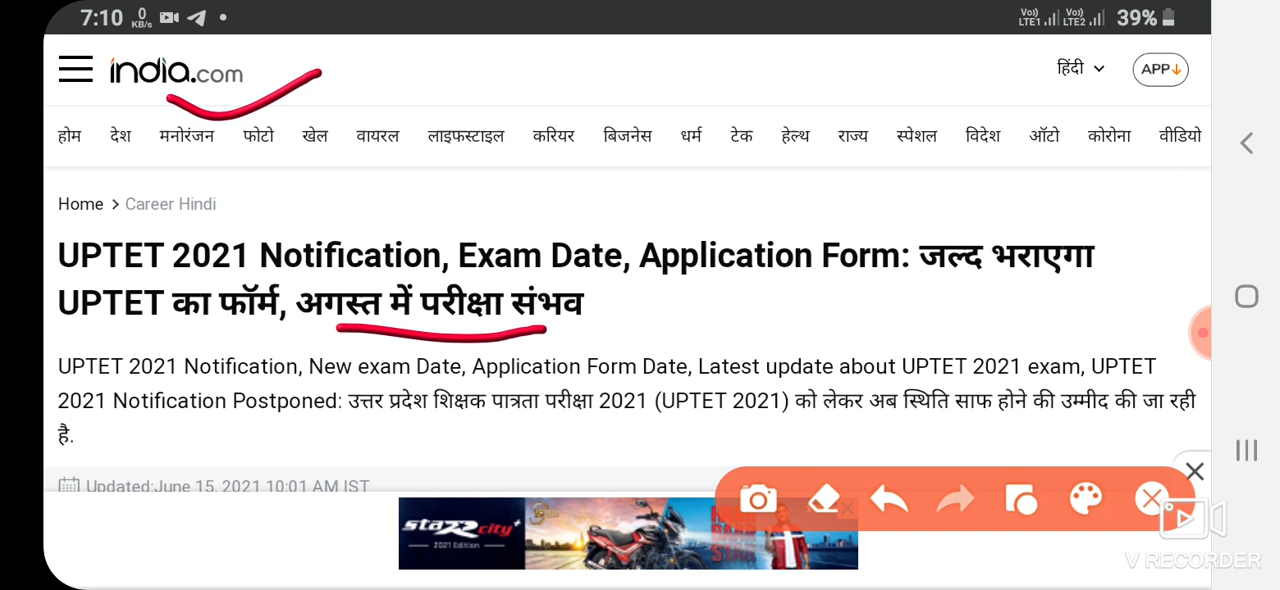 7:10 0 KB/s Vo)) LTE1 Vo)) LTE2 39%
india.com हिंदी APP
होम देश मनोरंजन फोटो खेल वायरल लाइफस्टाइल करियर बिजनेस धर्म टेक हेल्थ राज्य स्पेशल विदेश ऑटो कोरोना वीडियो
Home > Career Hindi
UPTET 2021 Notification, Exam Date, Application Form: जल्द भराएगा
UPTET का फॉर्म, अगस्त में परीक्षा संभव
UPTET 2021 Notification, New exam Date, Application Form Date, Latest update about UPTET 2021 exam, UPTET
2021 Notification Postponed: उत्तर प्रदेश शिक्षक पात्रता परीक्षा 2021 (UPTET 2021) को लेकर अब स्थिति साफ होने की उम्मीद की जा रही
है.
Updated:June 15, 2021 10:01 AM IST
staRcity+
2021 Edition
V RECORDER